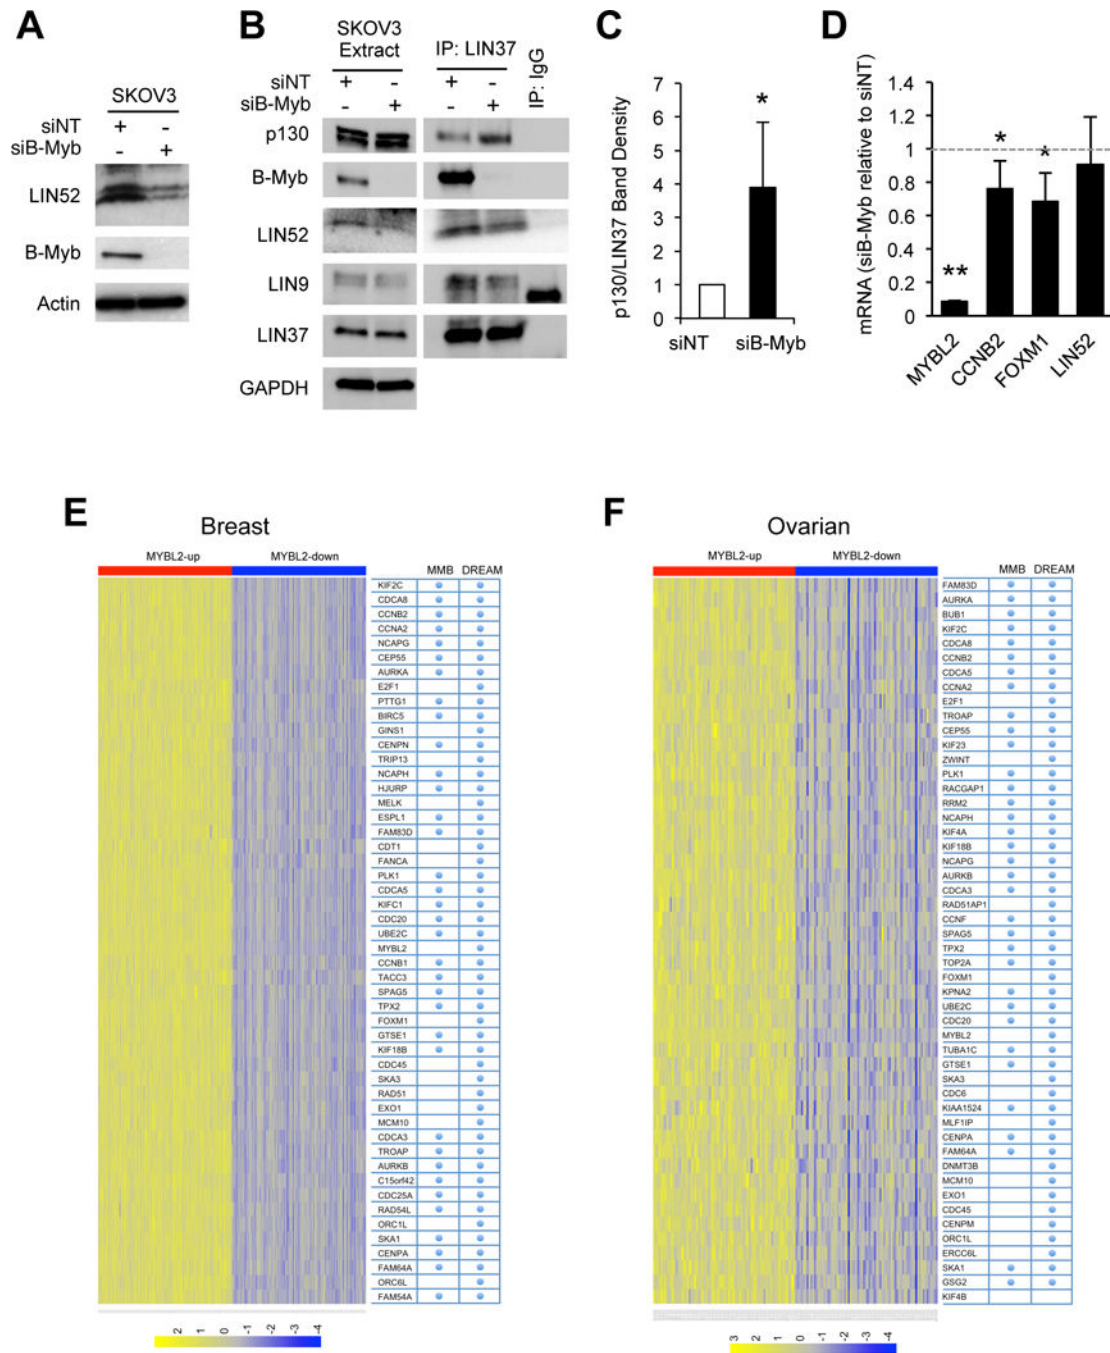 A
SKOV3
siNT + -
siB-Myb - +
LIN52
B-Myb
Actin
B
SKOV3
Extract
IP: LIN37
IP: IgG
siNT + - +
siB-Myb - + - +
p130
B-Myb
LIN52
LIN9
LIN37
GAPDH
C
p130/LIN37 Band Density
7
6
5
4
3
2
1
0
*
siNT siB-Myb
D
mRNA (siB-Myb relative to siNT)
1.4
1.2
1
0.8
0.6
0.4
0.2
0
** * *
MYBL2
CCNB2
FOXM1
LIN52
E
Breast
MYBL2-up MYBL2-down
MMB DREAM
KIF2C
CDCA8
CCNB2
CCNA2
NCAPG
CEP55
AURKA
E2F1
PTTG1
BIRC5
GINS1
CENPN
TRIP13
NCAPH
HJURP
MELK
ESPL1
FAM83D
CDT1
FANCA
PLK1
CDCA5
KIFC1
CDC20
UBE2C
MYBL2
CCNB1
TACC3
SPAG5
TPX2
FOXM1
GTSE1
KIF18B
CDC45
SKA3
RAD51
EXO1
MCM10
CDCA3
TROAP
AURKB
C15orf42
CDC25A
RAD54L
ORC1L
SKA1
CENPA
FAM64A
ORC6L
FAM54A
2 1 0 -1 -2 -3 -4
F
Ovarian
MYBL2-up MYBL2-down
MMB DREAM
FAM83D
AURKA
BUB1
KIF2C
CDCA8
CCNB2
CDCA5
CCNA2
E2F1
TROAP
CEP55
KIF23
ZWINT
PLK1
RACGAP1
RRM2
NCAPH
KIF4A
KIF18B
NCAPG
AURKB
CDCA3
RAD51AP1
CCNF
SPAG5
TPX2
TOP2A
FOXM1
KPNA2
UBE2C
CDC20
MYBL2
TUBA1C
GTSE1
SKA3
CDC6
KIAA1524
MLF1IP
CENPA
FAM64A
DNMT3B
MCM10
EXO1
CDC45
CENPM
ORC1L
ERCC6L
SKA1
GSG2
KIF4B
3 2 1 0 -1 -2 -3 -4